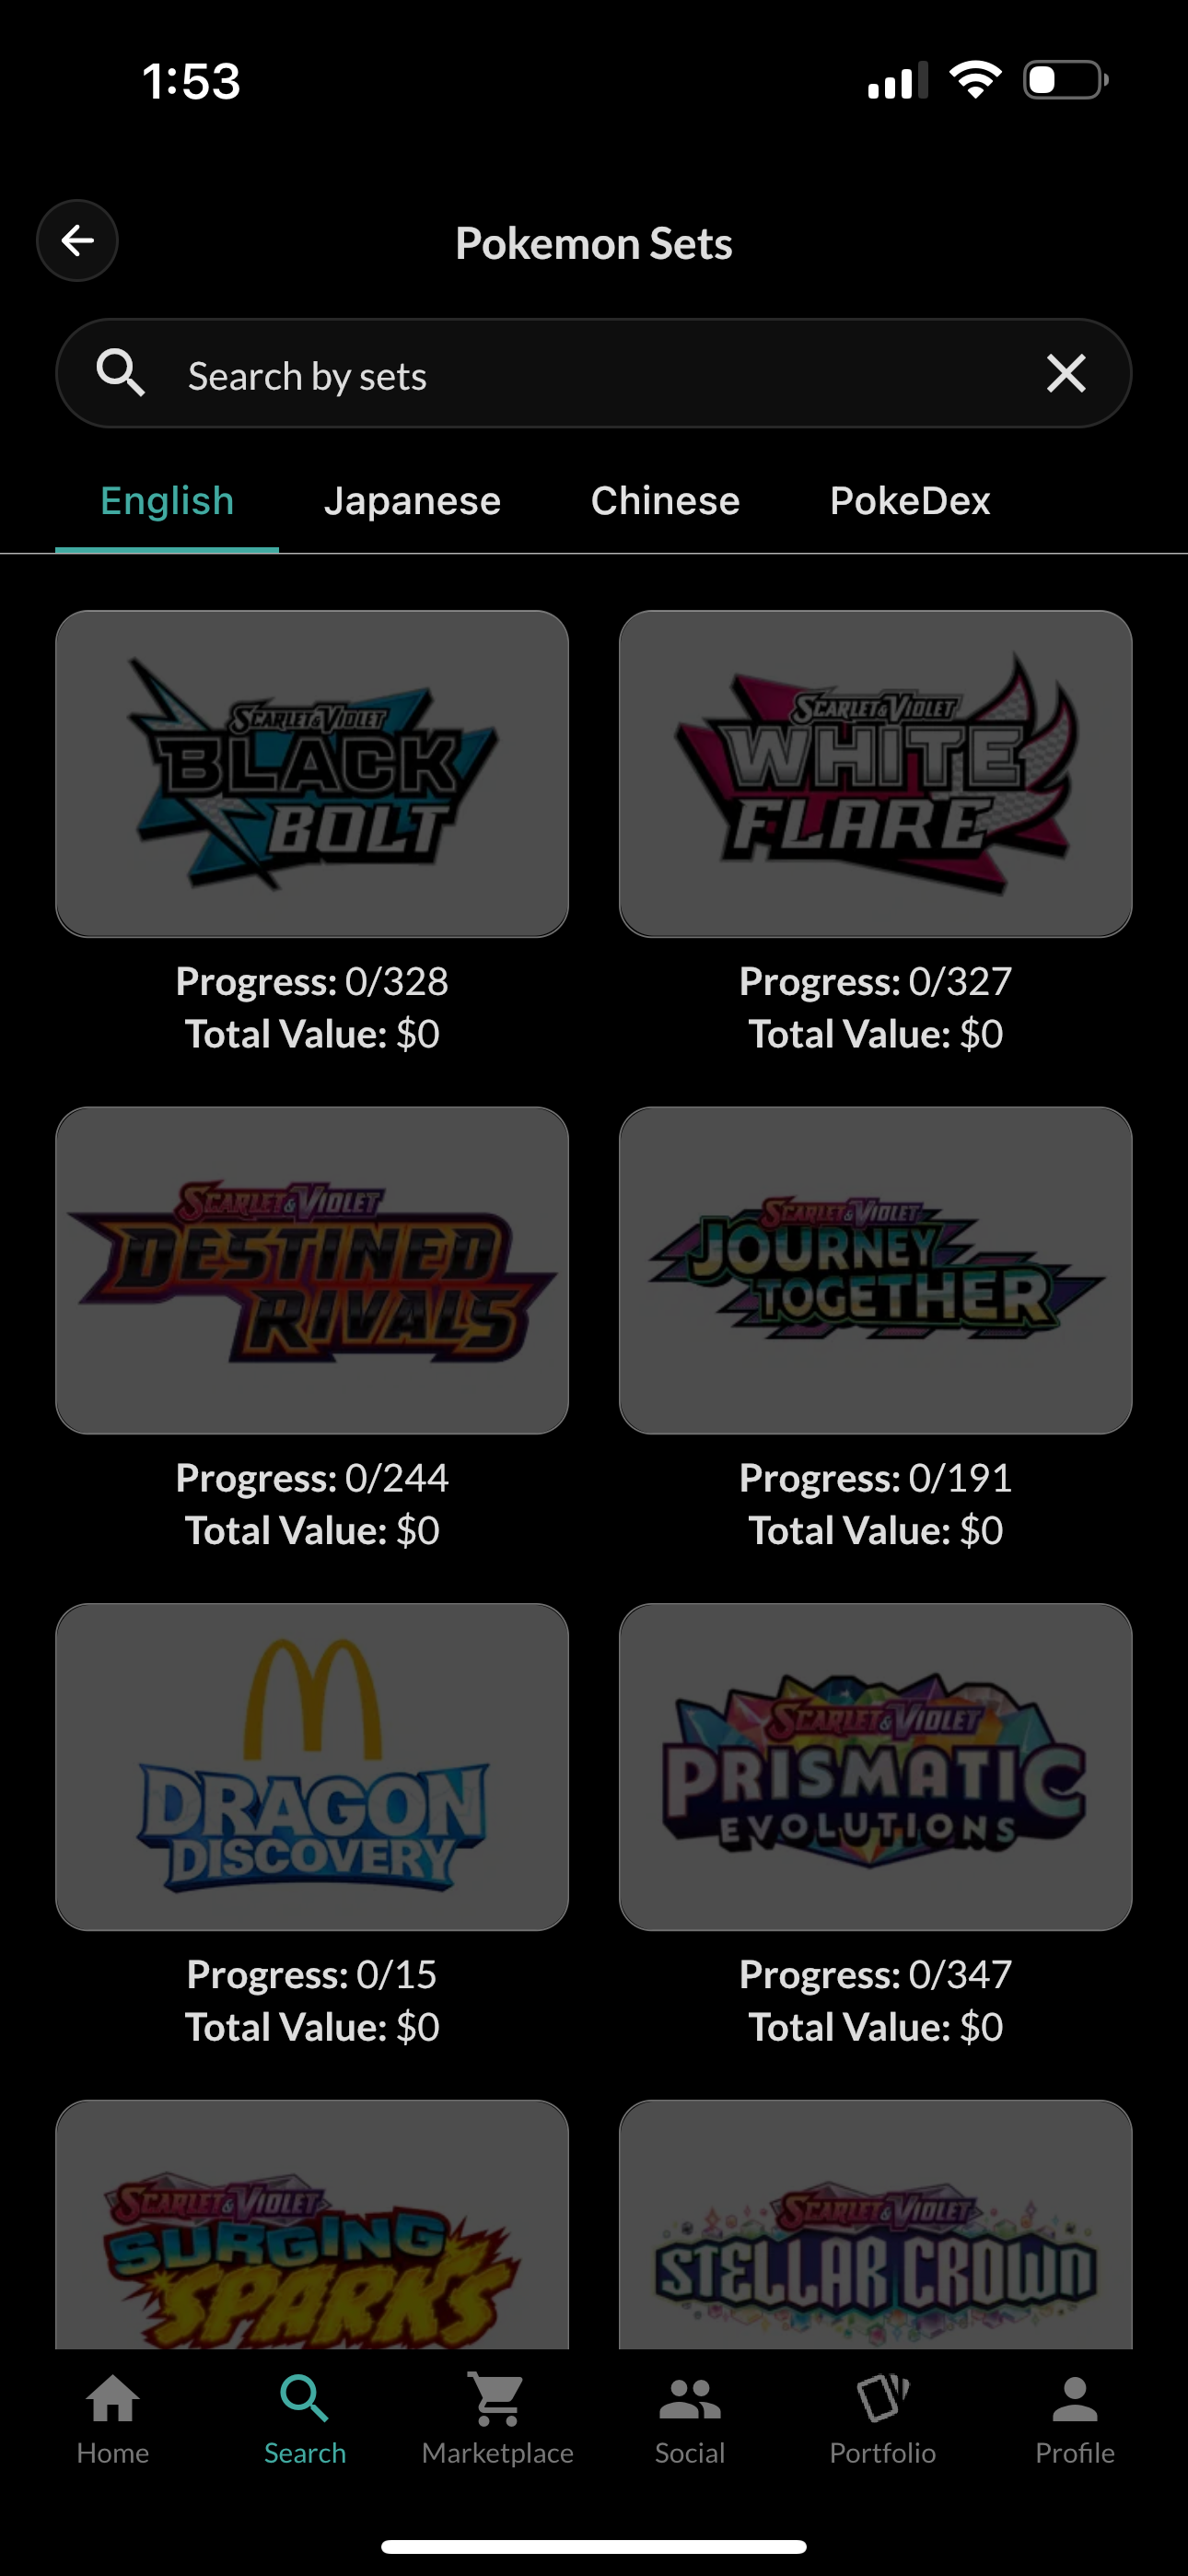 1:53
Pokemon Sets
Search by sets
English Japanese Chinese PokeDex
SCARLET & VIOLET
BLACK
BOLT
SCARLET & VIOLET
WHITE
FLARE
Progress: 0/328
Total Value: $0
Progress: 0/327
Total Value: $0
SCARLET & VIOLET
DESTINED
RIVALS
SCARLET & VIOLET
JOURNEY
TOGETHER
Progress: 0/244
Total Value: $0
Progress: 0/191
Total Value: $0
M
DRAGON
DISCOVERY
SCARLET & VIOLET
PRISMATIC
EVOLUTIONS
Progress: 0/15
Total Value: $0
Progress: 0/347
Total Value: $0
SCARLET & VIOLET
SURGING
SPARKS
SCARLET & VIOLET
STELLAR CROWN
Home Search Marketplace Social Portfolio Profile